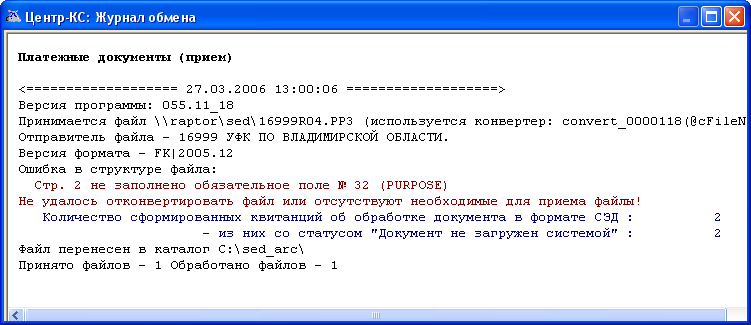 Центр-КС: Журнал обмена
Платежные документы (прием)
<=================== 27.03.2006 13:00:06 ===================>
Версия программы: 055.11_18
Принимается файл \\raptor\sed\16999R04.PP3 (используется конвертер: convert_0000118(@cFileN
Отправитель файла - 16999 УФК ПО ВЛАДИМИРСКОЙ ОБЛАСТИ.
Версия формата - FK|2005.12
Ошибка в структуре файла:
Стр. 2 не заполнено обязательное поле № 32 (PURPOSE)
Не удалось отконвертировать файл или отсутствуют необходимые для приема файлы!
Количество сформированных квитанций об обработке документа в формате СЭД : 2
- из них со статусом "Документ не загружен системой" : 2
Файл перенесен в каталог C:\sed_arc\
Принято файлов - 1 Обработано файлов - 1